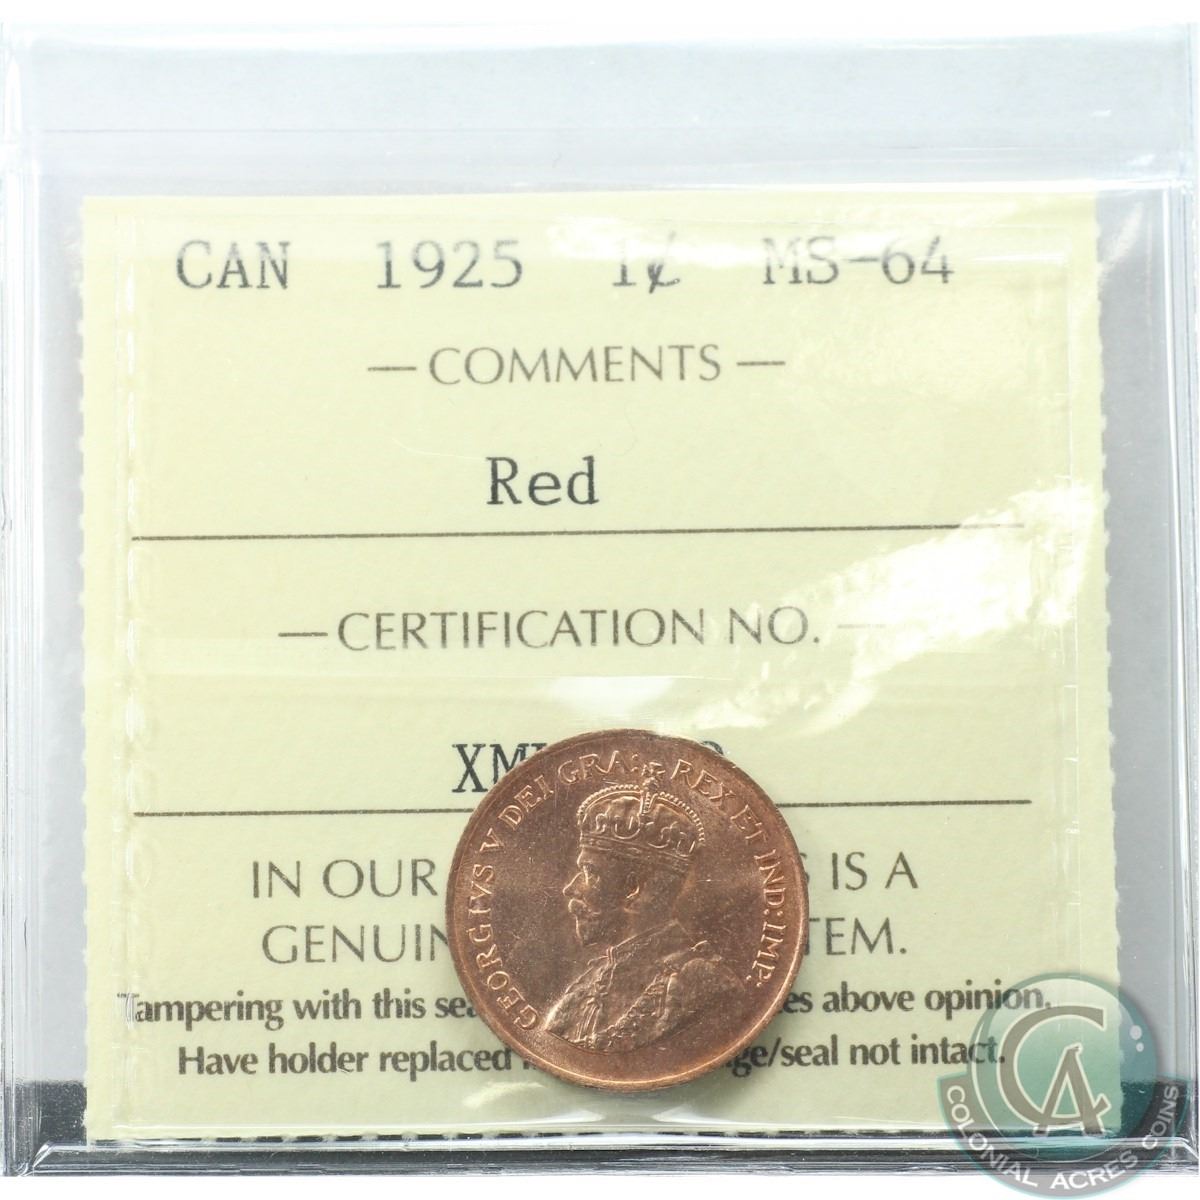 CAN 1925 1¢ MS-64
— COMMENTS —
Red
— CERTIFICATION NO. —
IN OUR IS A
GENUIN TEM.
Tampering with this sea es above opinion.
Have holder replaced ge/seal not intact.
GEORGIVS V DEI GRA: REX ET IND: IMP:
CA
COLONIAL ACRES COINS